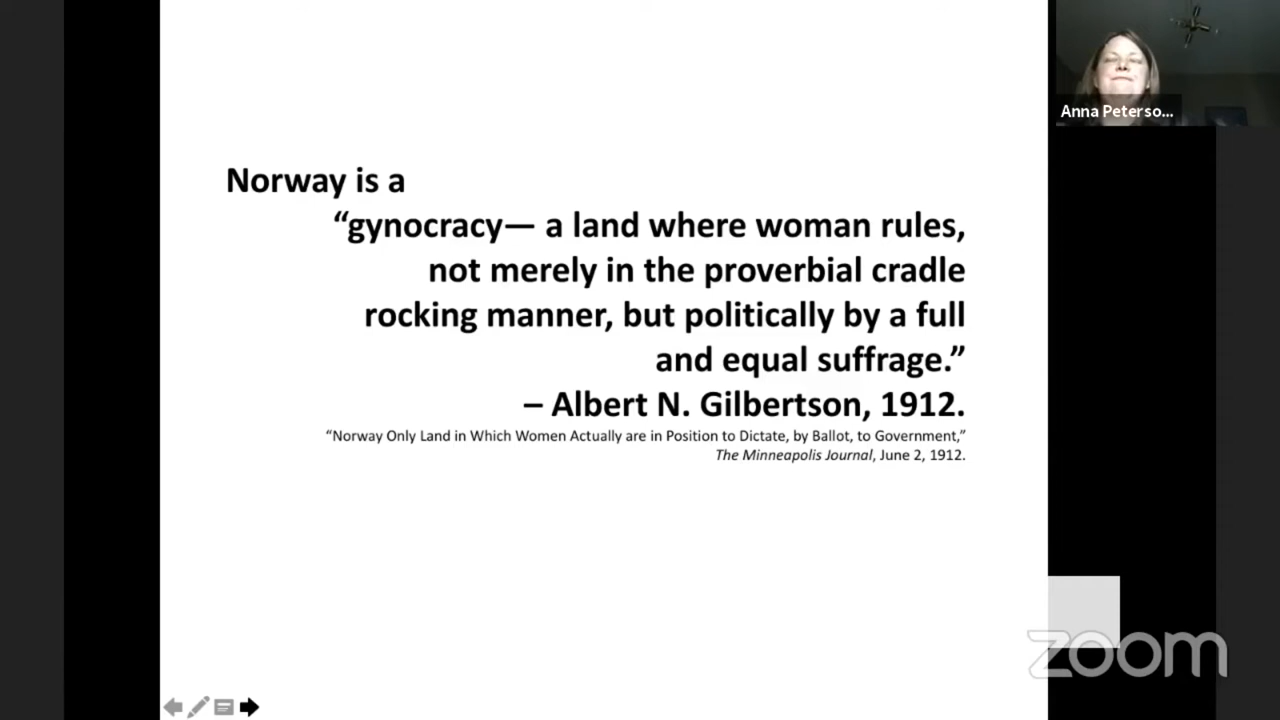 Norway is a
“gynocracy— a land where woman rules,
not merely in the proverbial cradle
rocking manner, but politically by a full
and equal suffrage.”
– Albert N. Gilbertson, 1912.
“Norway Only Land in Which Women Actually are in Position to Dictate, by Ballot, to Government,”
The Minneapolis Journal, June 2, 1912.
Anna Peterso...
zoom